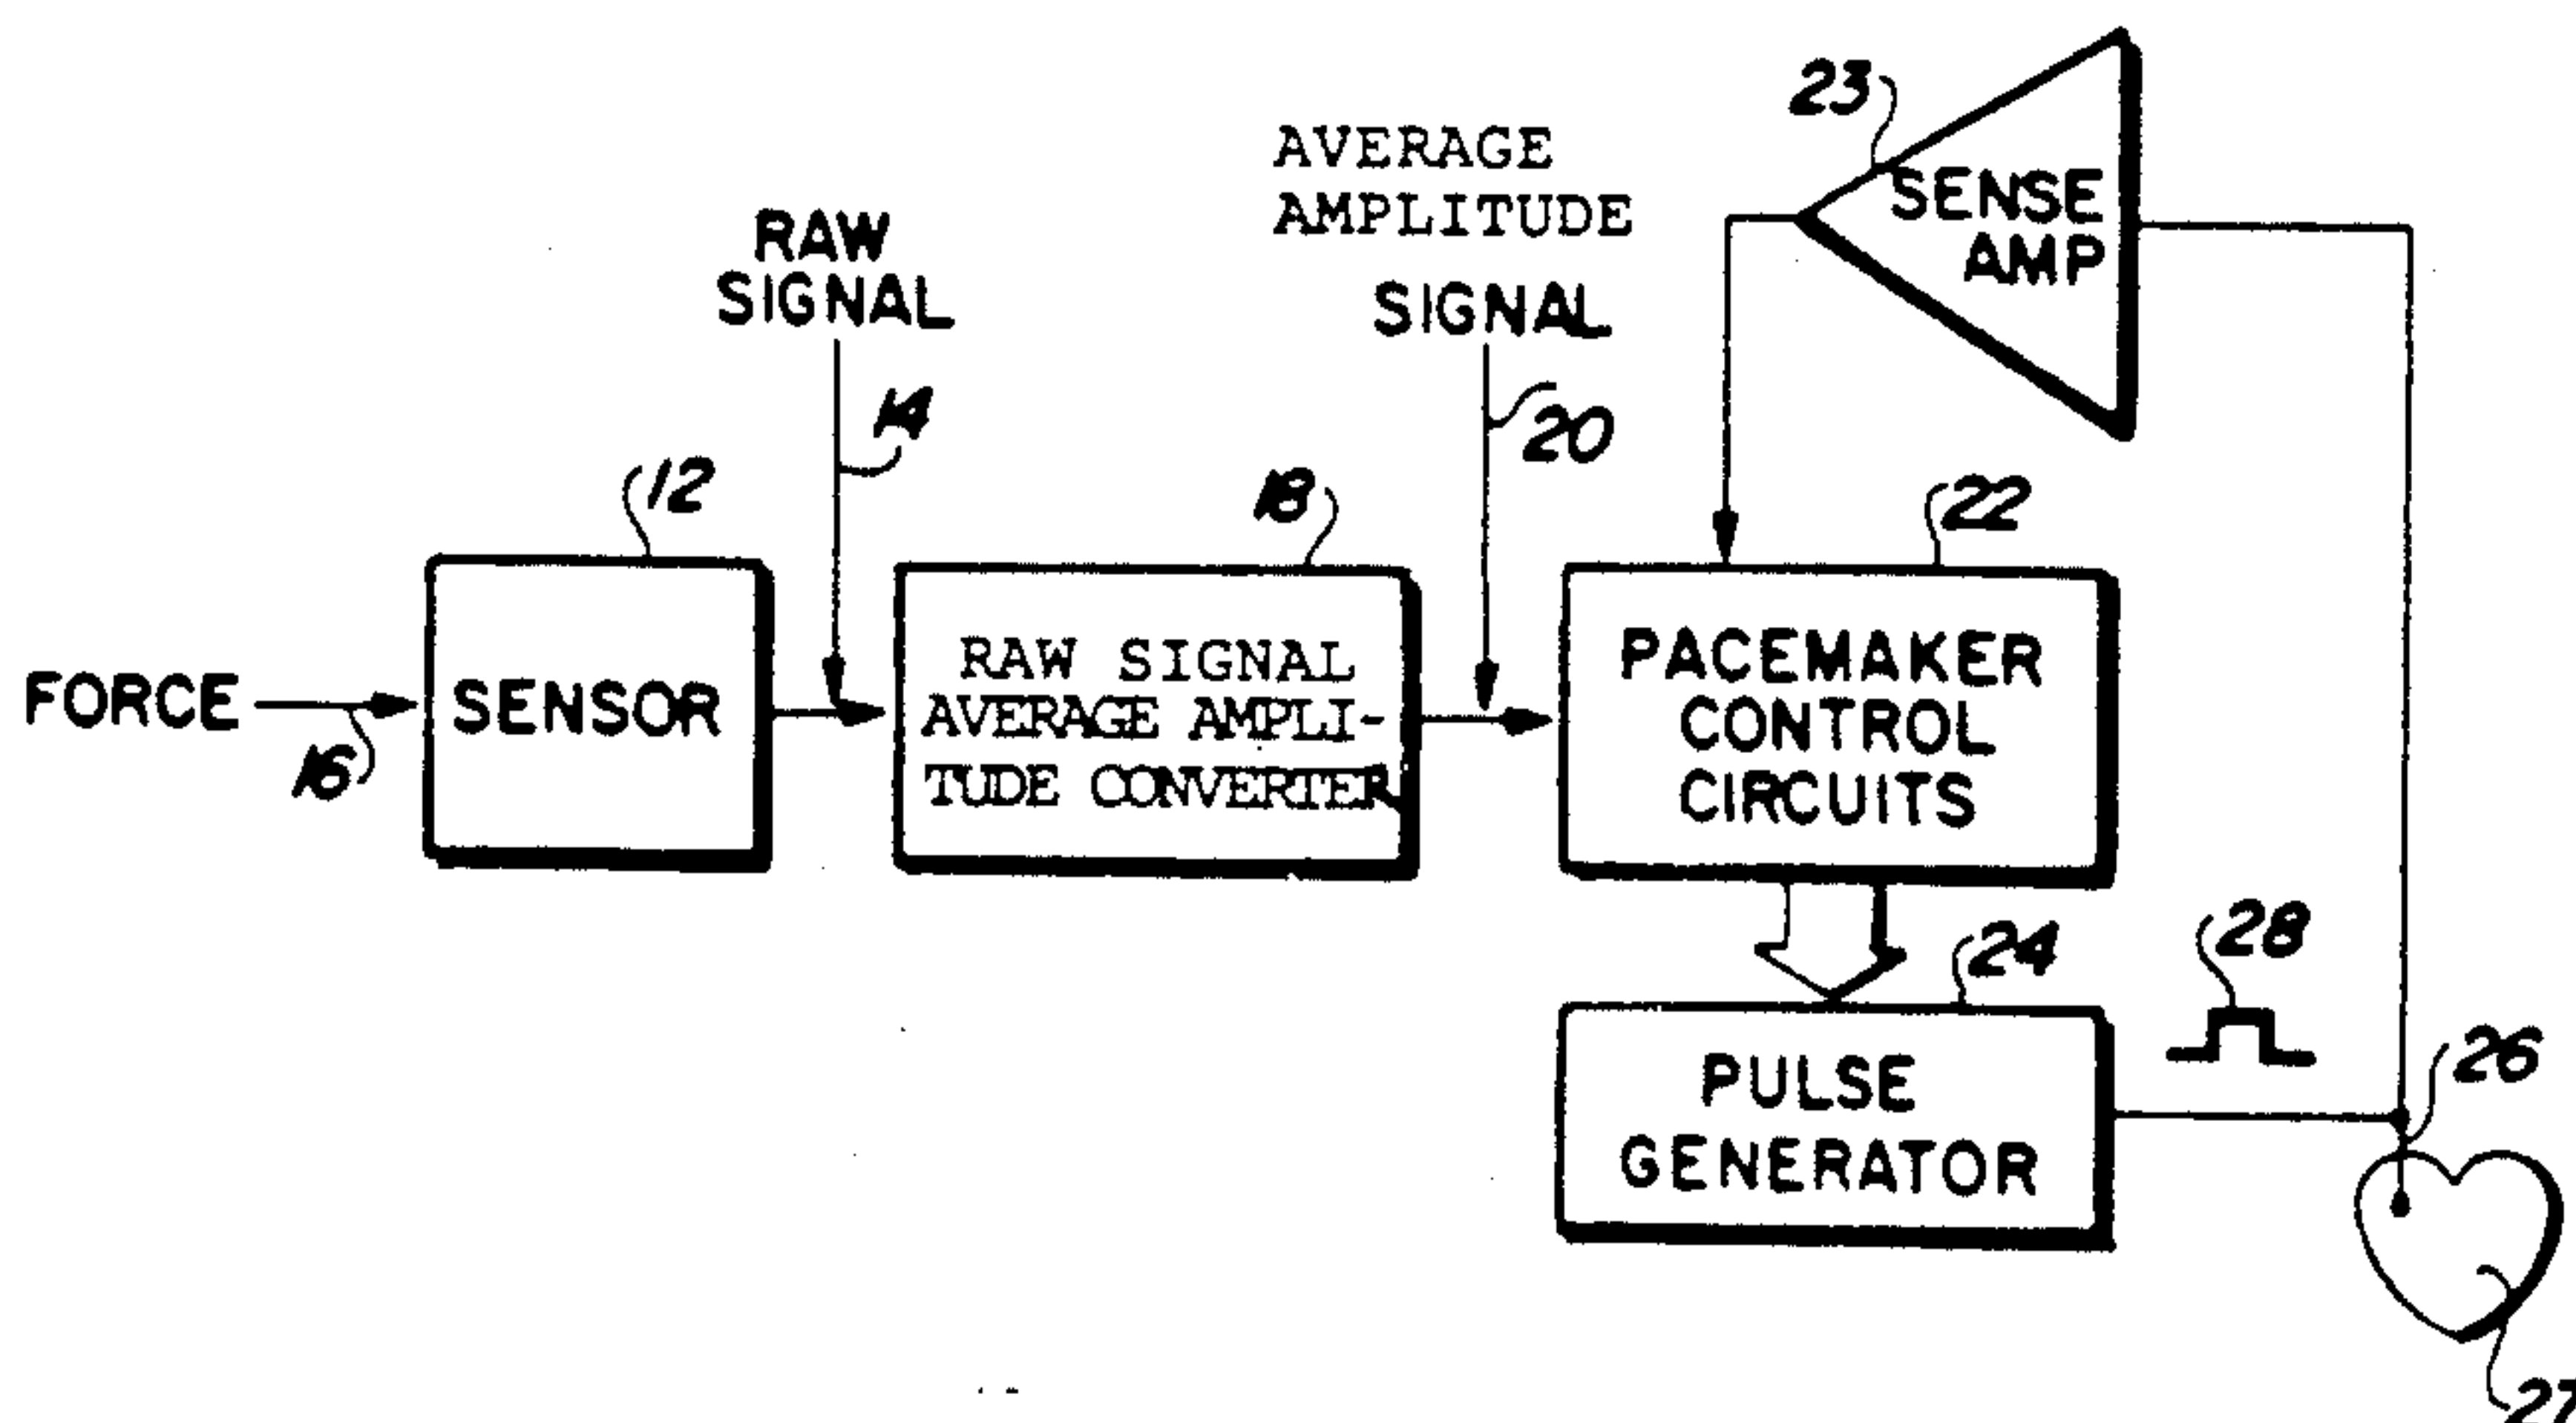 23
AVERAGE
AMPLITUDE
SIGNAL
SENSE
AMP
RAW
SIGNAL
14
20
12
18
22
FORCE
16
SENSOR
RAW SIGNAL
AVERAGE AMPLI-
TUDE CONVERTER
PACEMAKER
CONTROL
CIRCUITS
24
28
PULSE
GENERATOR
26
27